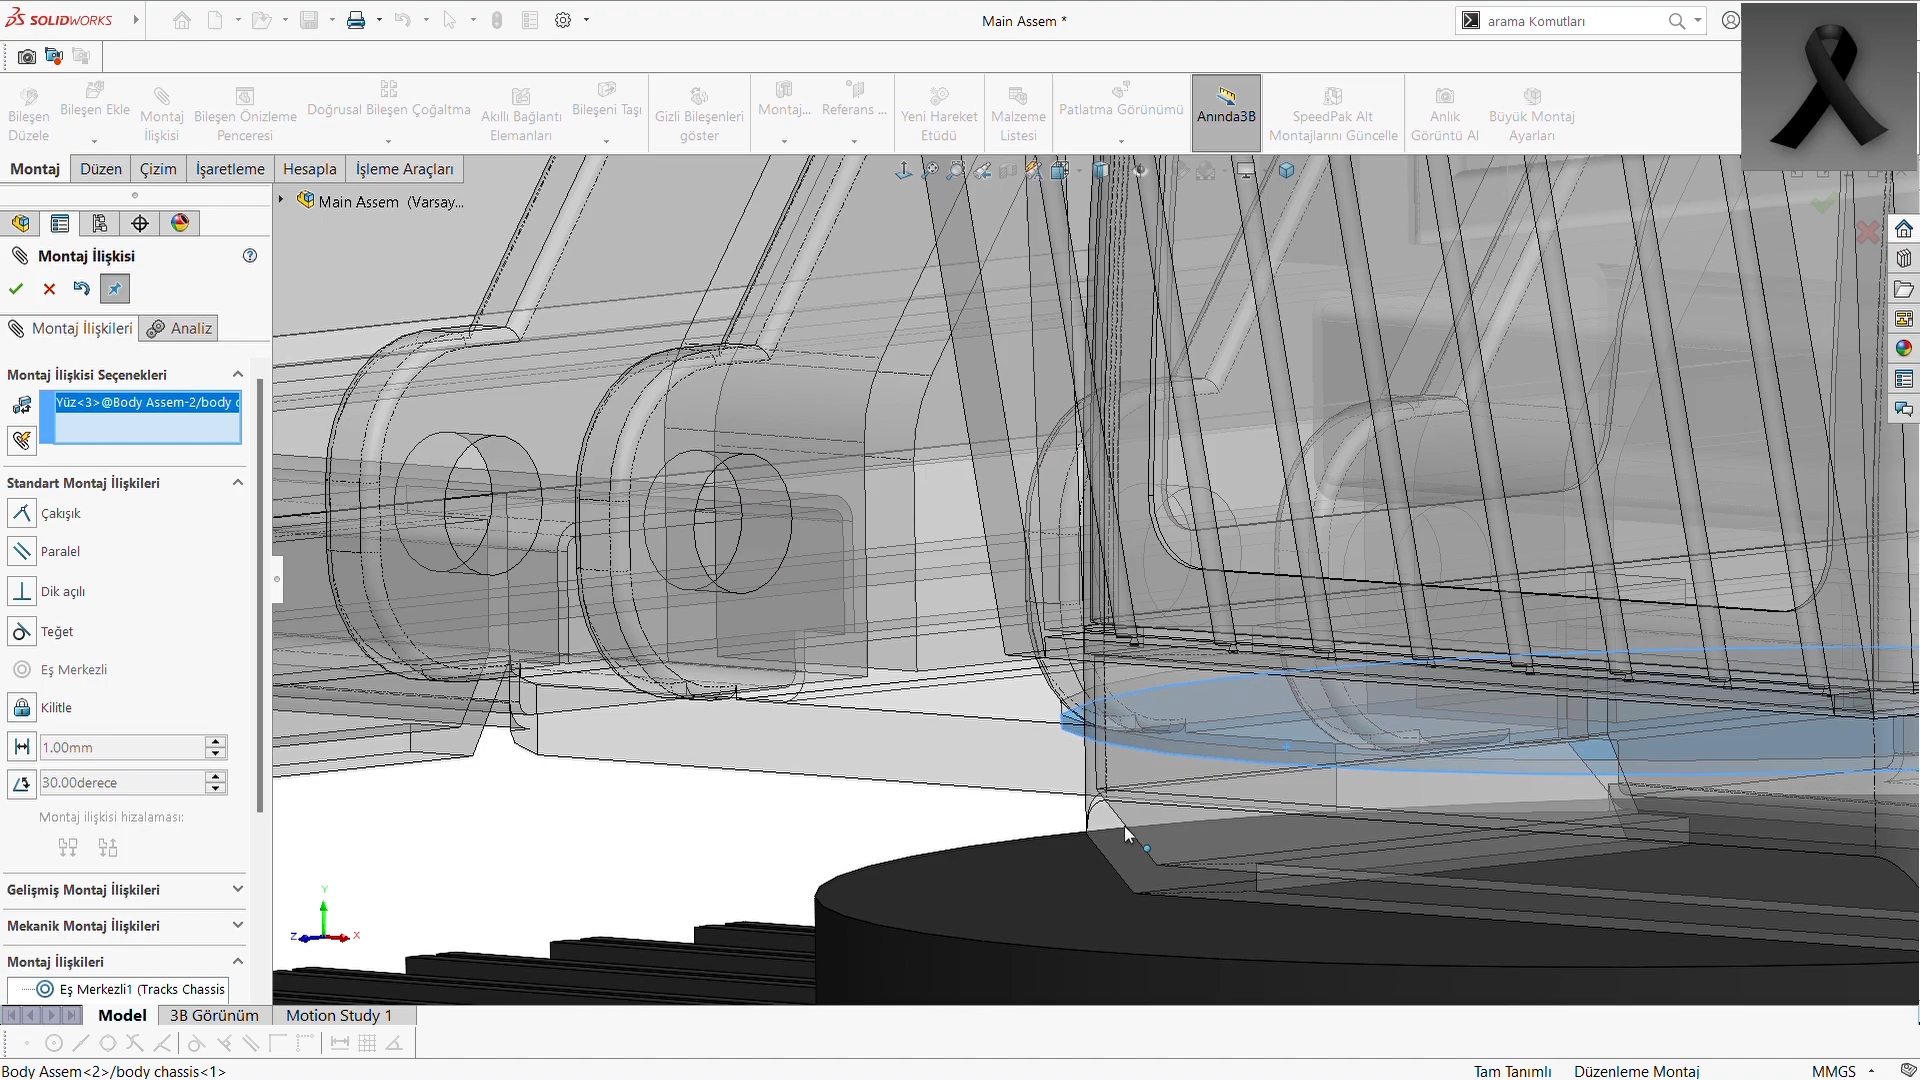 SOLIDWORKS
Main Assem *
arama Komutları
Bileşen Düzele
Bileşen Ekle
Montaj İlişkisi
Bileşen Önizleme Penceresi
Doğrusal Bileşen Çoğaltma
Akıllı Bağlantı Elemanları
Bileşeni Taşı
Gizli Bileşenleri göster
Montaj...
Referans ...
Yeni Hareket Etüdü
Malzeme Listesi
Patlatma Görünümü
Anında3B
SpeedPak Alt Montajlarını Güncelle
Anlık Görüntü Al
Büyük Montaj Ayarları
Montaj
Düzen
Çizim
İşaretleme
Hesapla
İşleme Araçları
Main Assem (Varsay...
Montaj İlişkisi
Montaj İlişkileri
Analiz
Montaj İlişkisi Seçenekleri
Yüz<3>@Body Assem-2/body c
Standart Montaj İlişkileri
Çakışık
Paralel
Dik açılı
Teğet
Eş Merkezli
Kilitle
1.00mm
30.00derece
Montaj ilişkisi hizalaması:
Gelişmiş Montaj İlişkileri
Mekanik Montaj İlişkileri
Montaj İlişkileri
Eş Merkezli1 (Tracks Chassis
Y
Z
X
Model
3B Görünüm
Motion Study 1
Body Assem<2>/body chassis<1>
Tam Tanımlı
Düzenleme Montaj
MMGS